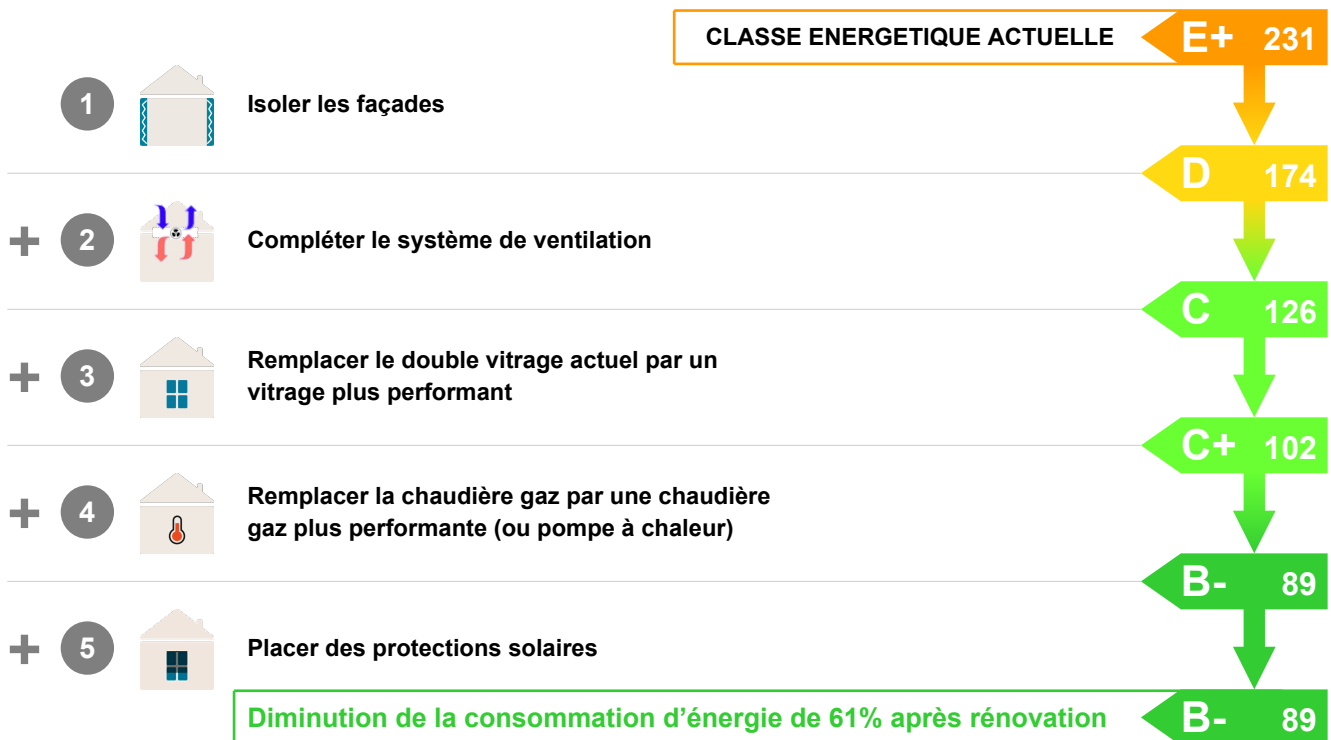 CLASSE ENERGETIQUE ACTUELLE E+ 231
1 Isoler les façades
D 174
+ 2 Compléter le système de ventilation
C 126
+ 3 Remplacer le double vitrage actuel par un
vitrage plus performant
C+ 102
+ 4 Remplacer la chaudière gaz par une chaudière
gaz plus performante (ou pompe à chaleur)
B- 89
+ 5 Placer des protections solaires
Diminution de la consommation d'énergie de 61% après rénovation B- 89